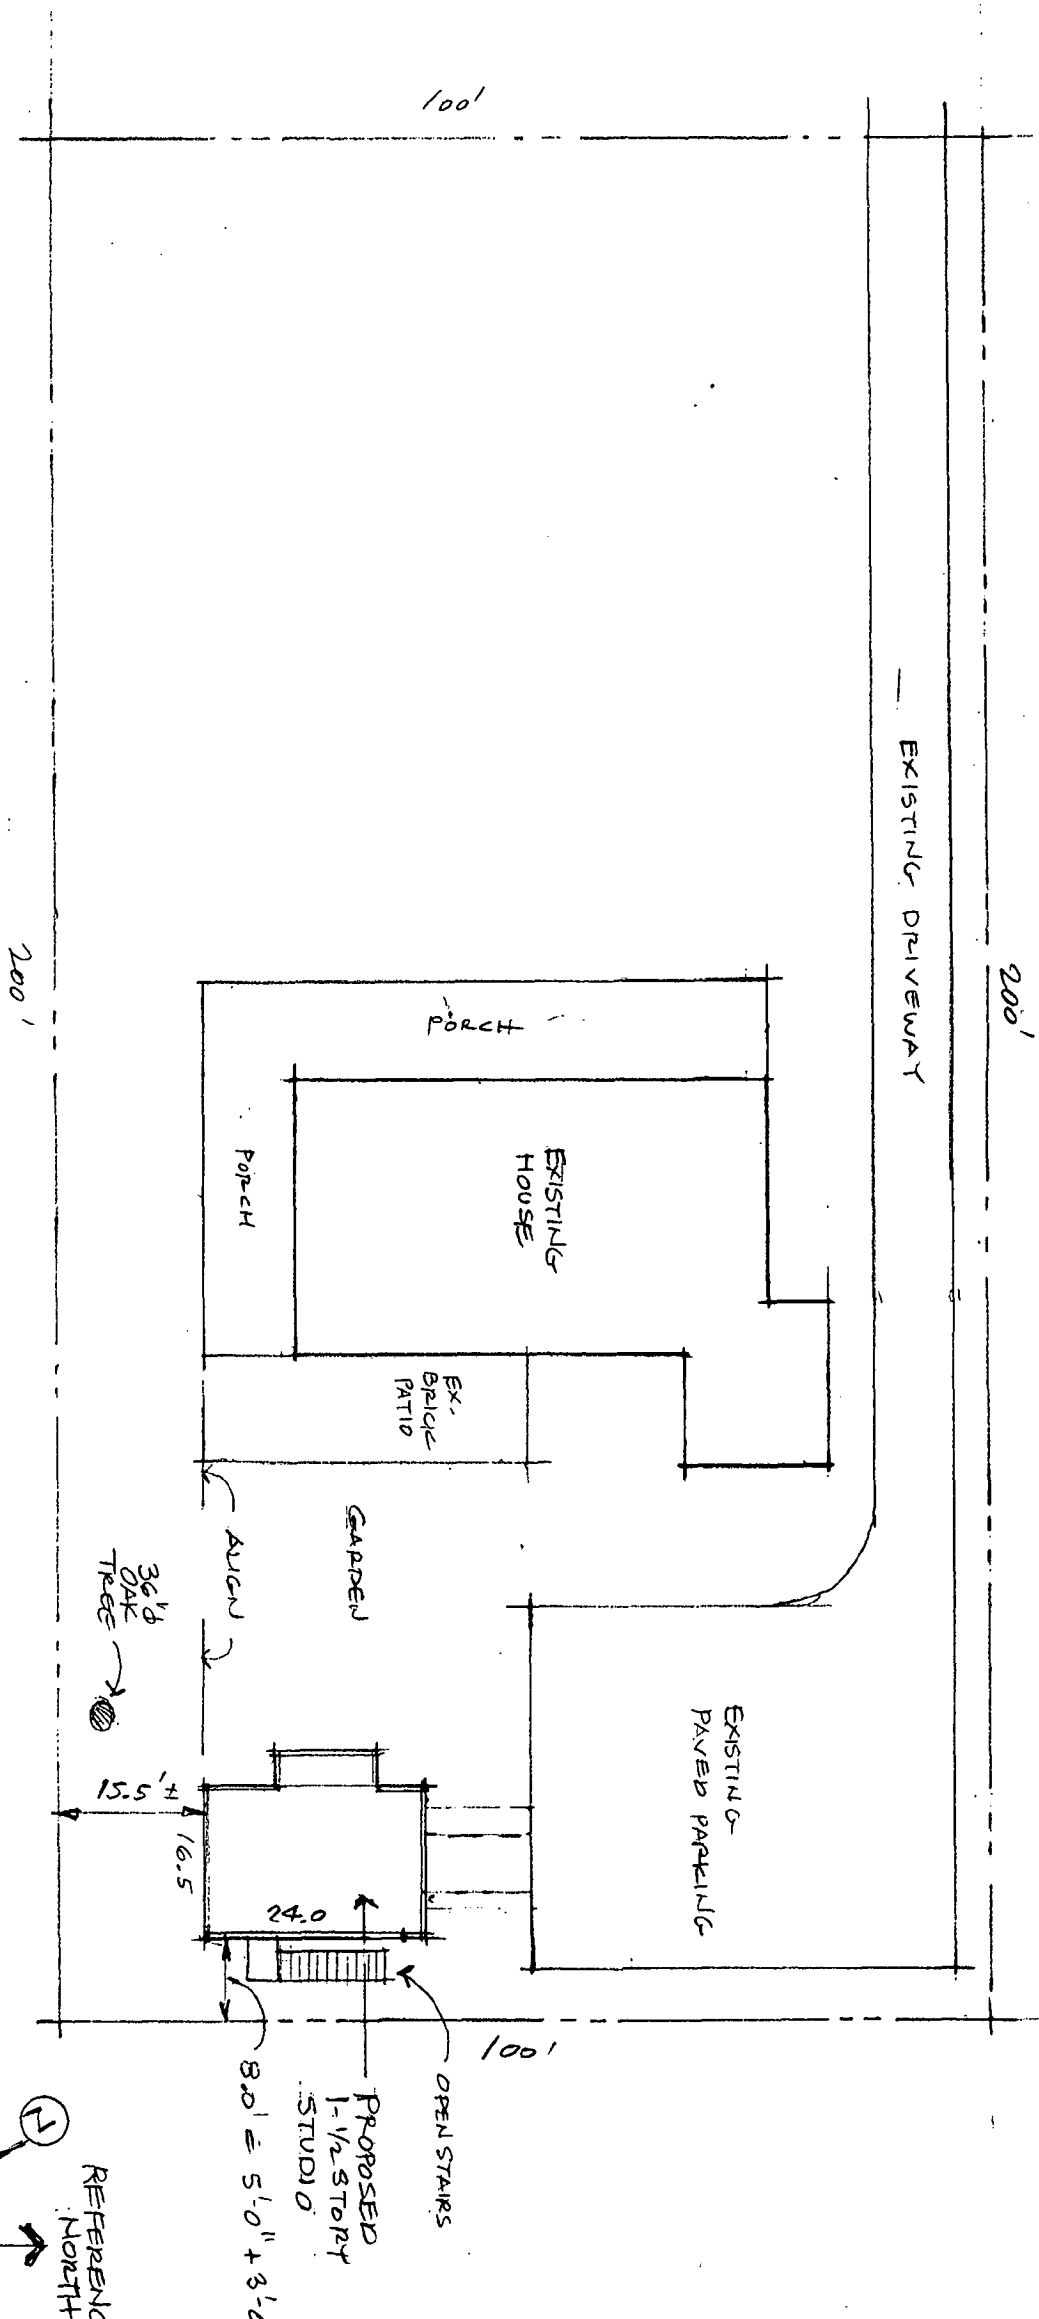 100'
EXISTING DRIVEWAY
200'
200'
PORCH
PORCH
EXISTING
HOUSE
EX.
BRICK
PATIO
GARDEN
ALIGN
36"φ
OAK
TREE
EXISTING
PAVED PARKING
15.5'±
16.5
24.0
100'
OPEN STAIRS
PROPOSED
1-1/2 STORY
STUDIO
8.0' = 5'-0" + 3'-0
N
REFERENC
NORTH